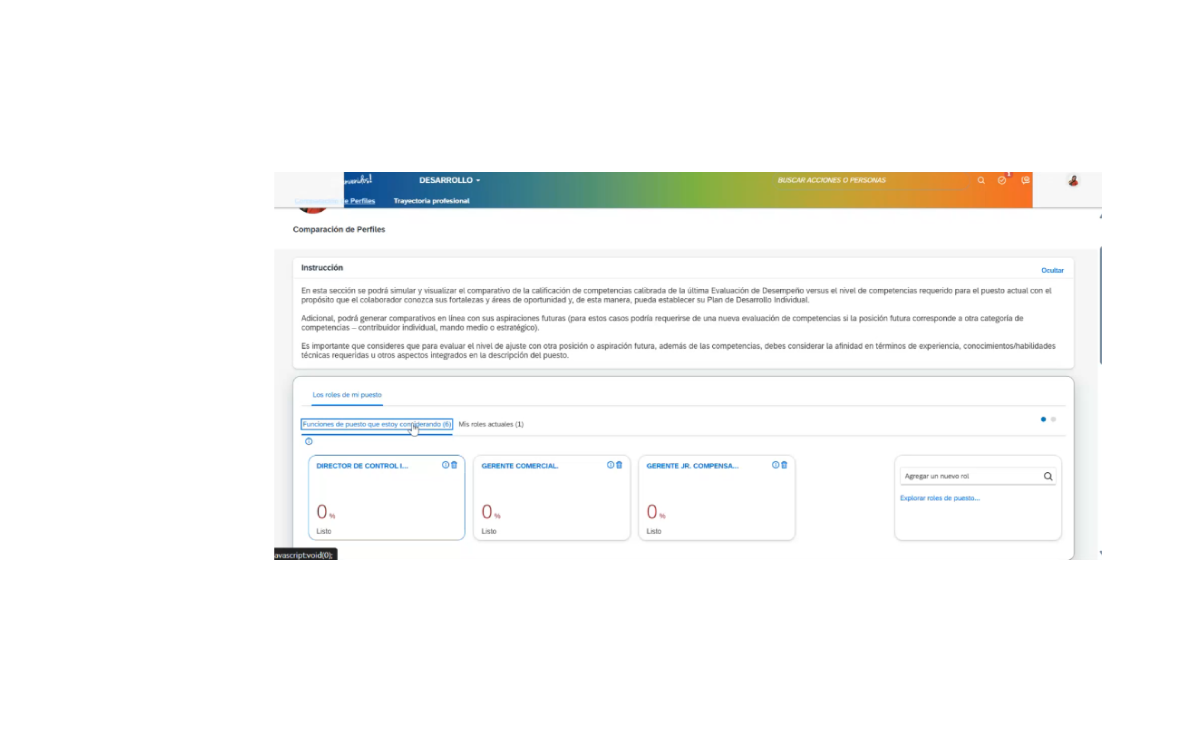 DESARROLLO
BUSCAR ACCIONES O PERSONAS
1
e Perfiles
Trayectoria profesional
Comparación de Perfiles
Instrucción
Ocultar
En esta sección se podrá simular y visualizar el comparativo de la calificación de competencias calibrada de la última Evaluación de Desempeño versus el nivel de competencias requerido para el puesto actual con el
propósito que el colaborador conozca sus fortalezas y áreas de oportunidad y, de esta manera, pueda establecer su Plan de Desarrollo Individual.
Adicional, podrá generar comparativos en línea con sus aspiraciones futuras (para estos casos podría requerirse de una nueva evaluación de competencias si la posición futura corresponde a otra categoría de
competencias – contribuidor individual, mando medio o estratégico).
Es importante que consideres que para evaluar el nivel de ajuste con otra posición o aspiración futura, además de las competencias, debes considerar la afinidad en términos de experiencia, conocimientos/habilidades
técnicas requeridas u otros aspectos integrados en la descripción del puesto.
Los roles de mi puesto
Funciones de puesto que estoy considerando (6)
Mis roles actuales (1)
DIRECTOR DE CONTROL I...
GERENTE COMERCIAL.
GERENTE JR. COMPENSA...
Agregar un nuevo rol
Explorar roles de puesto...
0 %
0 %
0 %
Listo
Listo
Listo
avascript:void(0);